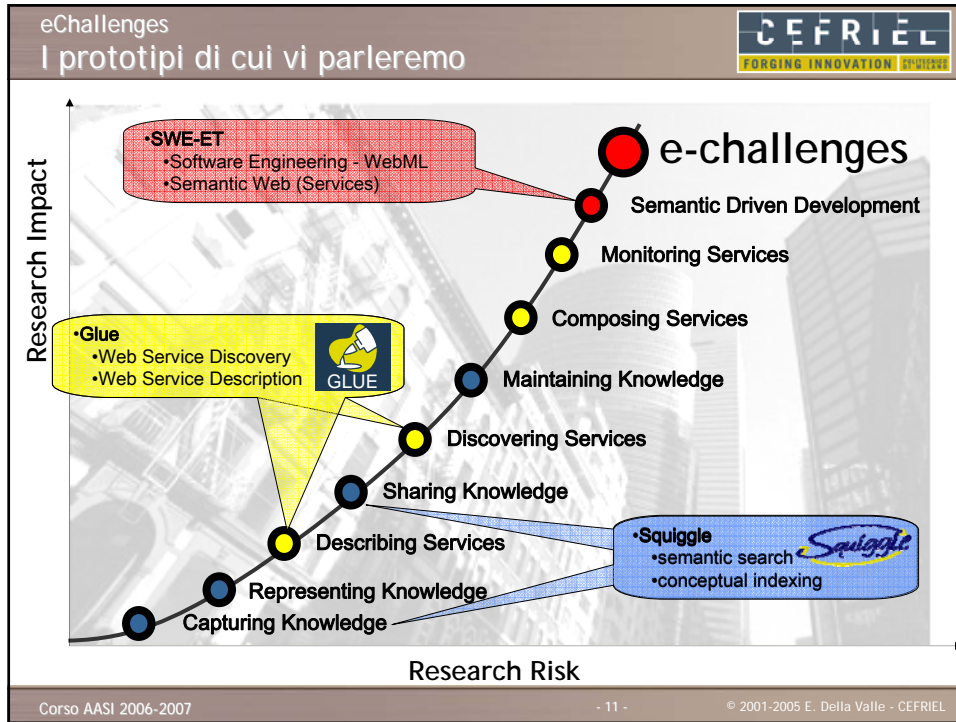 eChallenges
I prototipi di cui vi parleremo
CEFRIEL
FORGING INNOVATION POLITECNICO DI MILANO
•SWE-ET
•Software Engineering - WebML
•Semantic Web (Services)
e-challenges
Semantic Driven Development
Monitoring Services
Composing Services
•Glue
•Web Service Discovery
•Web Service Description
GLUE
Maintaining Knowledge
Discovering Services
Sharing Knowledge
Describing Services
•Squiggle
•semantic search
•conceptual indexing
Squiggle
Representing Knowledge
Capturing Knowledge
Research Impact
Research Risk
Corso AASI 2006-2007
- 11 -
© 2001-2005 E. Della Valle - CEFRIEL